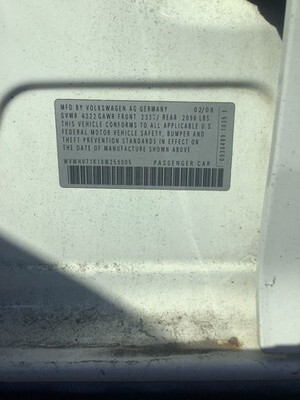 MFD BY VOLKSWAGEN AG GERMANY 02/08
GVWR 4322 GAWR FRONT REAR 2098 LBS
THIS VEHICLE CONFORMS TO ALL APPLICABLE U.S
FEDERAL MOTOR VEHICLE SAFETY, BUMPER AND
THEFT PREVENTION STANDARDS IN EFFECT ON
THE DATE OF MANUFACTURE SHOWN ABOVE
PASSENGER CAR